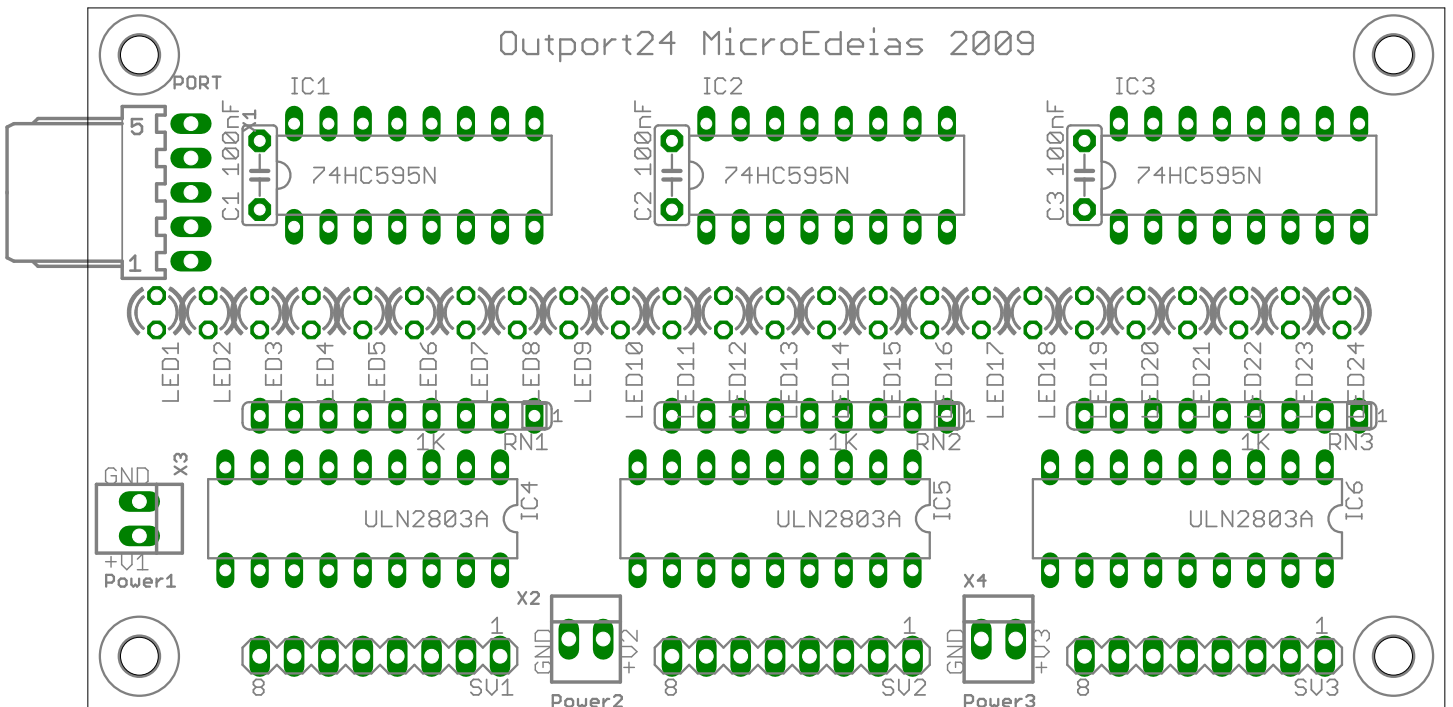 Outport24 MicroEdeias 2009
PORT
IC1
IC2
IC3
X1
5
1
C1 100nF
74HC595N
C2 100nF
74HC595N
C3 100nF
74HC595N
LED1
LED2
LED3
LED4
LED5
LED6
LED7
LED8
LED9
LED10
LED11
LED12
LED13
LED14
LED15
LED16
LED17
LED18
LED19
LED20
LED21
LED22
LED23
LED24
1
1
1
1K RN1
1K RN2
1K RN3
X3
GND
+V1
Power1
ULN2803A
IC4
ULN2803A
IC5
ULN2803A
IC6
X2
GND
+V2
Power2
X4
GND
+V3
Power3
1
8
SV1
1
8
SV2
1
8
SV3